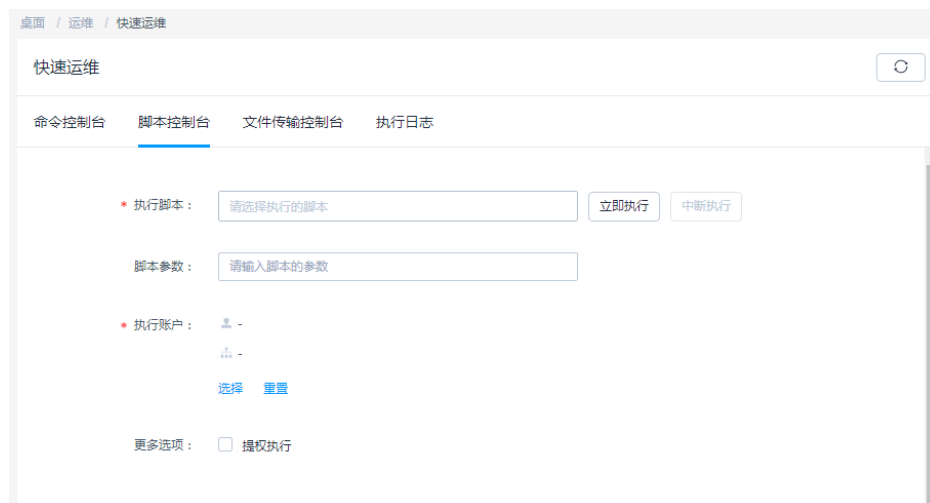 桌面 / 运维 / 快速运维
快速运维
命令控制台 脚本控制台 文件传输控制台 执行日志
* 执行脚本： 请选择执行的脚本 立即执行 中断执行
脚本参数： 请输入脚本的参数
* 执行账户： -
-
选择 重置
更多选项： 提权执行